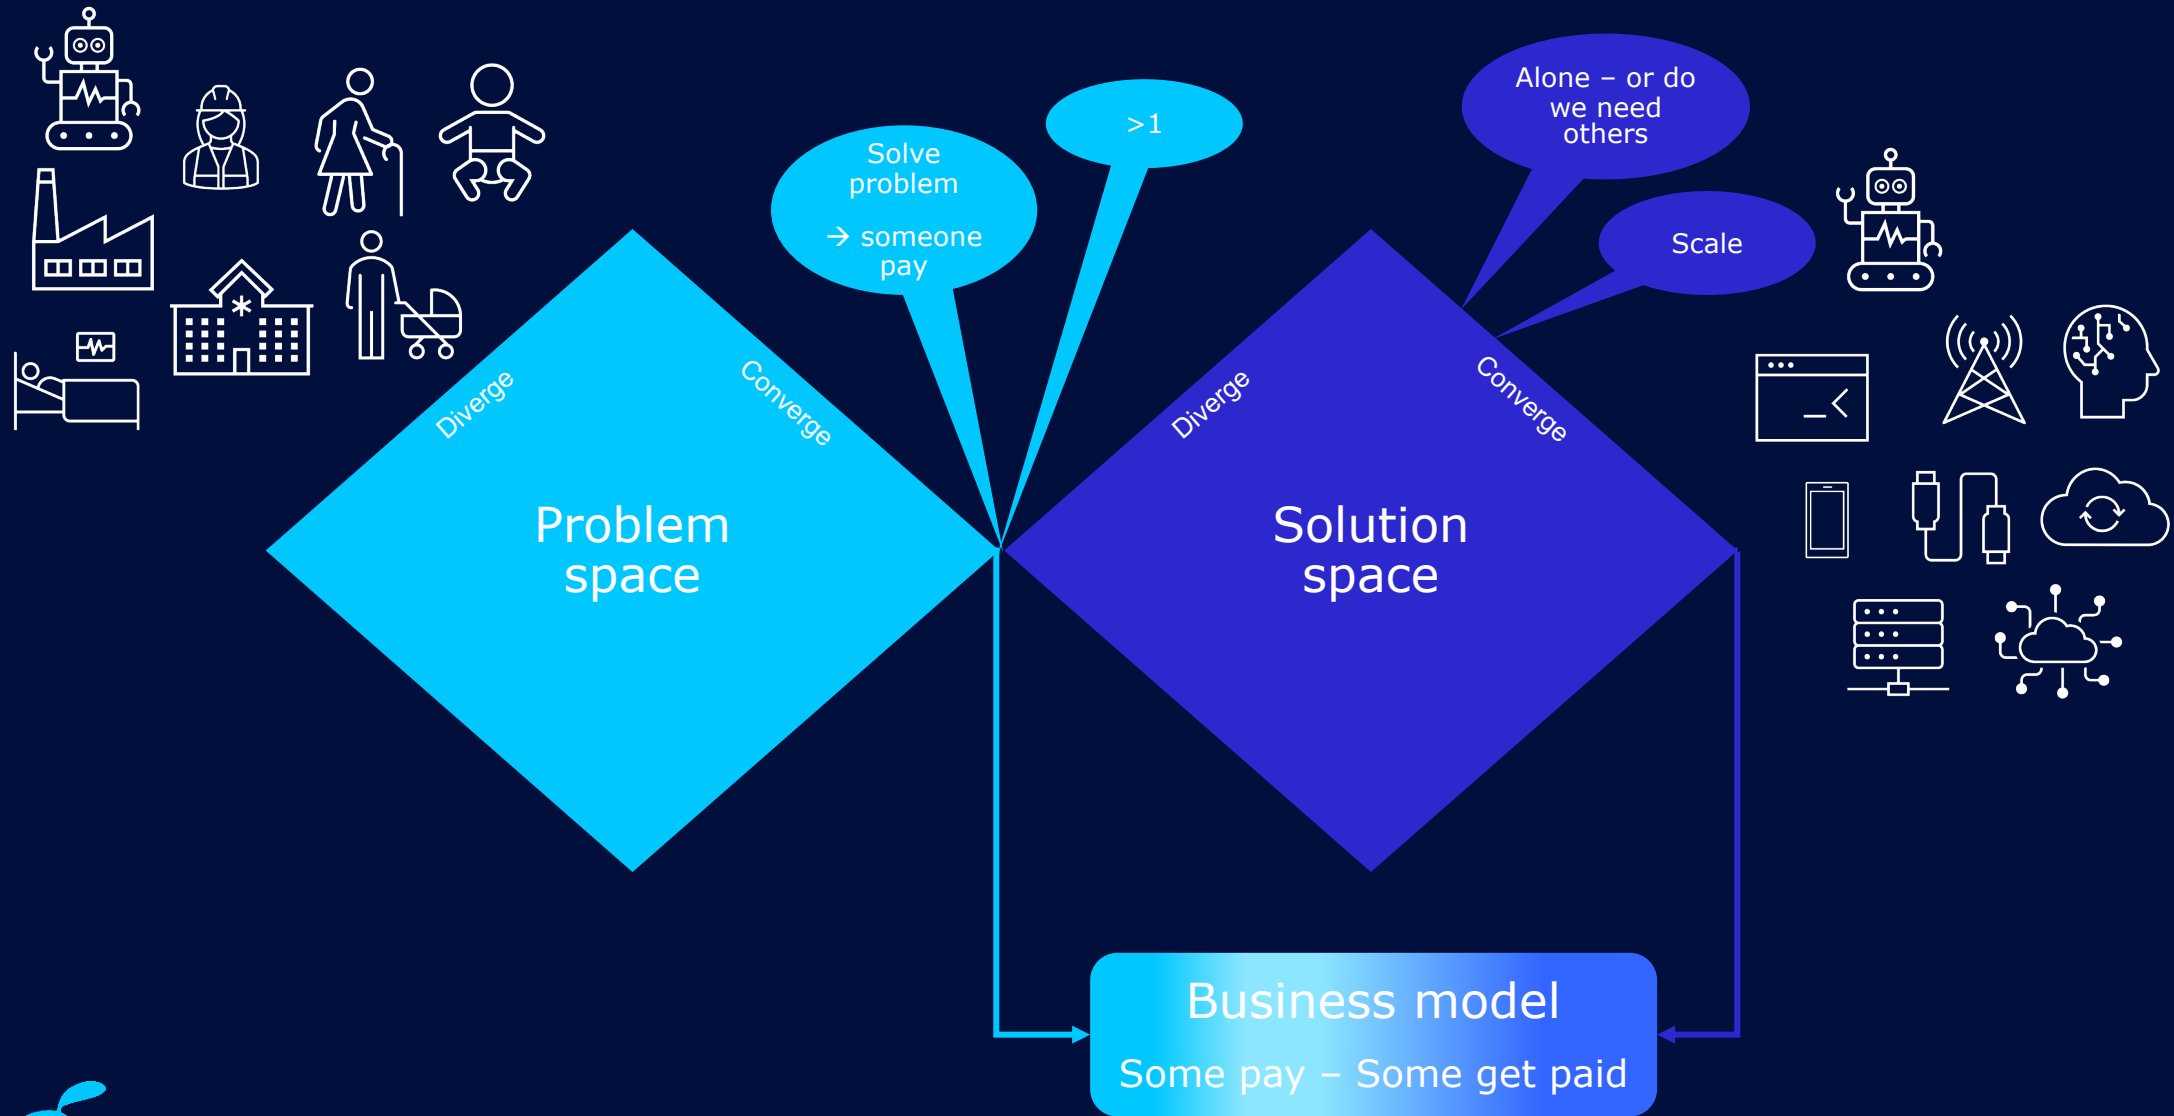 Solve
problem
→ someone
pay
>1
Alone – or do
we need
others
Scale
Diverge
Converge
Problem
space
Diverge
Converge
Solution
space
Business model
Some pay – Some get paid